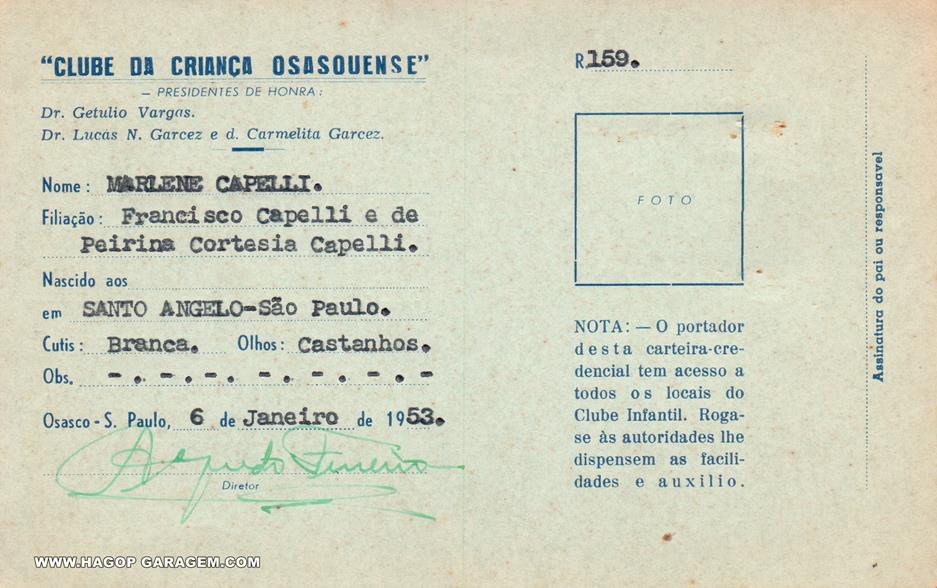 "CLUBE DA CRIANÇA OSASQUENSE"
— PRESIDENTES DE HONRA :
Dr. Getulio Vargas.
Dr. Lucas N. Garcez e d. Carmelita Garcez.
Nome : MARLENE CAPELLI.
Filiação : Francisco Capelli e de
Peirina Cortesia Capelli.
Nascido aos
em SANTO ANGELO-São Paulo.
Cutis : Branca. Olhos : Castanhos.
Obs. -.-.-.-.-.-.-
Osasco - S. Paulo, 6 de Janeiro de 1953.
Diretor
R 159.
FOTO
NOTA: — O portador
desta carteira-cre-
dencial tem acesso a
todos os locais do
Clube Infantil. Roga-
se às autoridades lhe
dispensem as facili-
dades e auxilio.
Assinatura do pai ou responsavel
WWW.HAGOP GARAGEM.COM